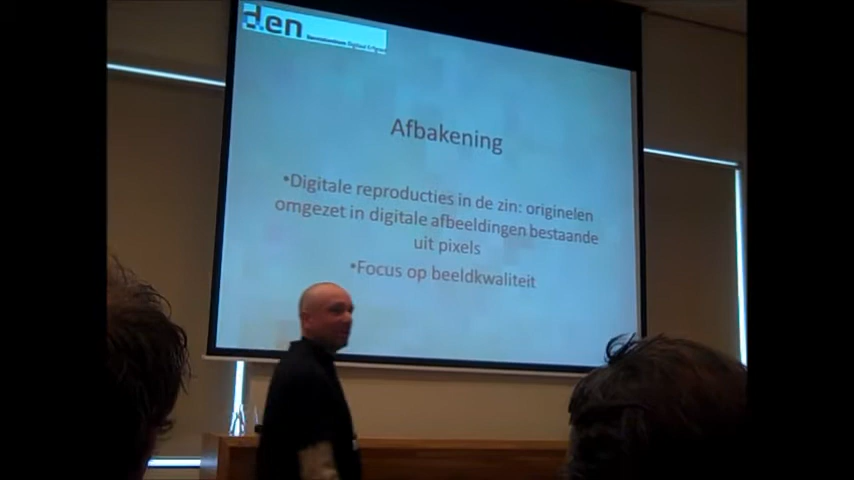 den
Afbakening
•Digitale reproducties in de zin: originelen
omgezet in digitale afbeeldingen bestaande
uit pixels
•Focus op beeldkwaliteit